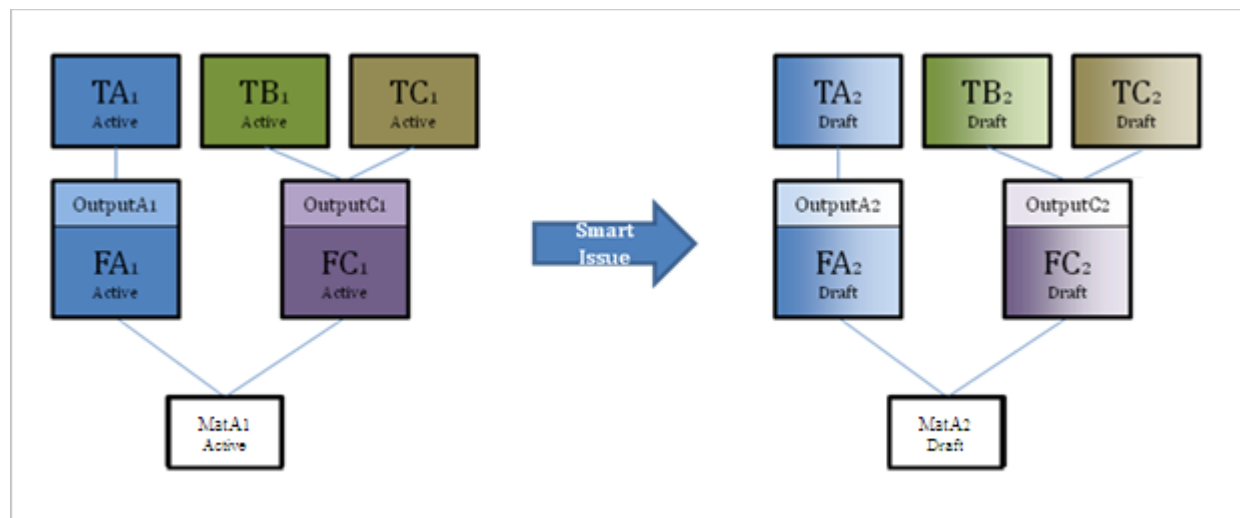 TA1
Active
TB1
Active
TC1
Active
TA2
Draft
TB2
Draft
TC2
Draft
OutputA1
FA1
Active
OutputC1
FC1
Active
Smart
Issue
OutputA2
FA2
Draft
OutputC2
FC2
Draft
MatA1
Active
MatA2
Draft